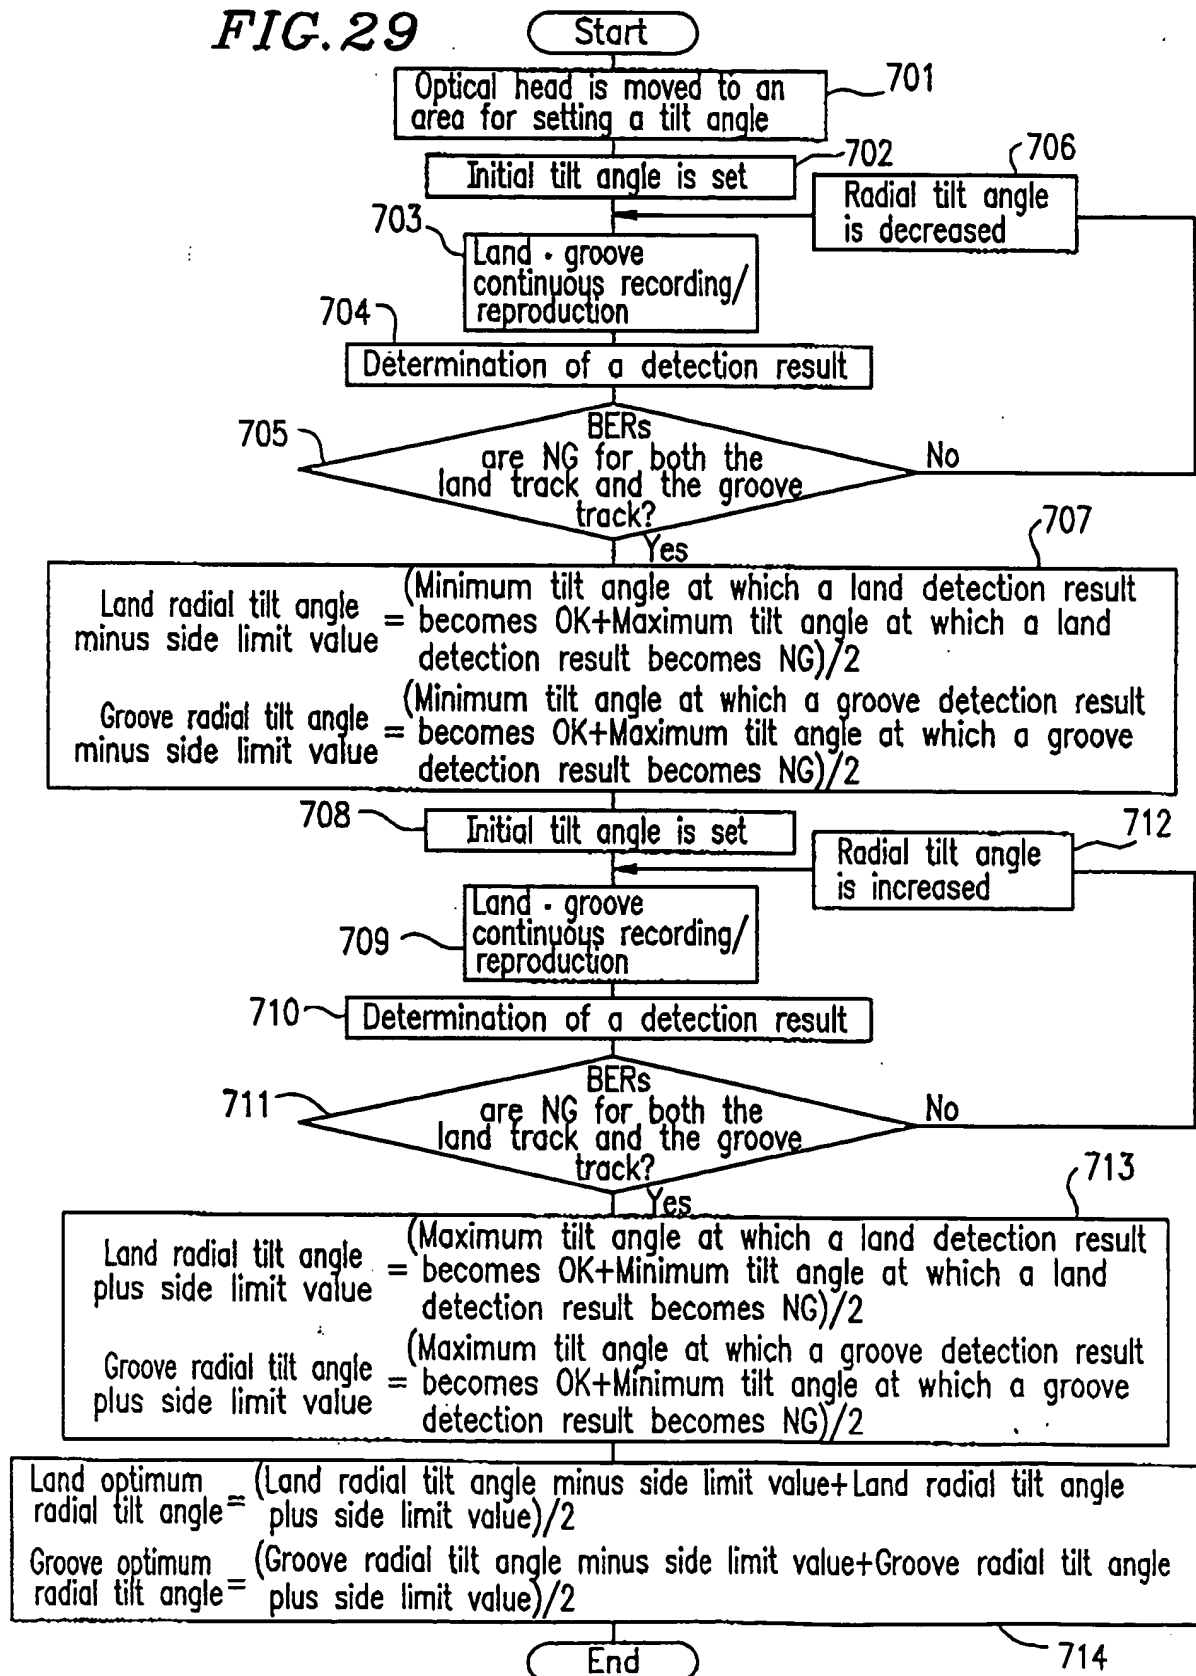 FIG.29
Start
Optical head is moved to an
area for setting a tilt angle
701
702
Initial tilt angle is set
706
Radial tilt angle
is decreased
703
Land · groove
continuous recording/
reproduction
704
Determination of a detection result
705
BERs
are NG for both the
land track and the groove
track?
No
Yes
707
Land radial tilt angle
minus side limit value
=
(Minimum tilt angle at which a land detection result
becomes OK+Maximum tilt angle at which a land
detection result becomes NG)/2
Groove radial tilt angle
minus side limit value
=
(Minimum tilt angle at which a groove detection result
becomes OK+Maximum tilt angle at which a groove
detection result becomes NG)/2
708
Initial tilt angle is set
712
Radial tilt angle
is increased
709
Land · groove
continuous recording/
reproduction
710
Determination of a detection result
711
BERs
are NG for both the
land track and the groove
track?
No
Yes
713
Land radial tilt angle
plus side limit value
=
(Maximum tilt angle at which a land detection result
becomes OK+Minimum tilt angle at which a land
detection result becomes NG)/2
Groove radial tilt angle
plus side limit value
=
(Maximum tilt angle at which a groove detection result
becomes OK+Minimum tilt angle at which a groove
detection result becomes NG)/2
Land optimum
radial tilt angle
=
(Land radial tilt angle minus side limit value+Land radial tilt angle
plus side limit value)/2
Groove optimum
radial tilt angle
=
(Groove radial tilt angle minus side limit value+Groove radial tilt angle
plus side limit value)/2
714
End